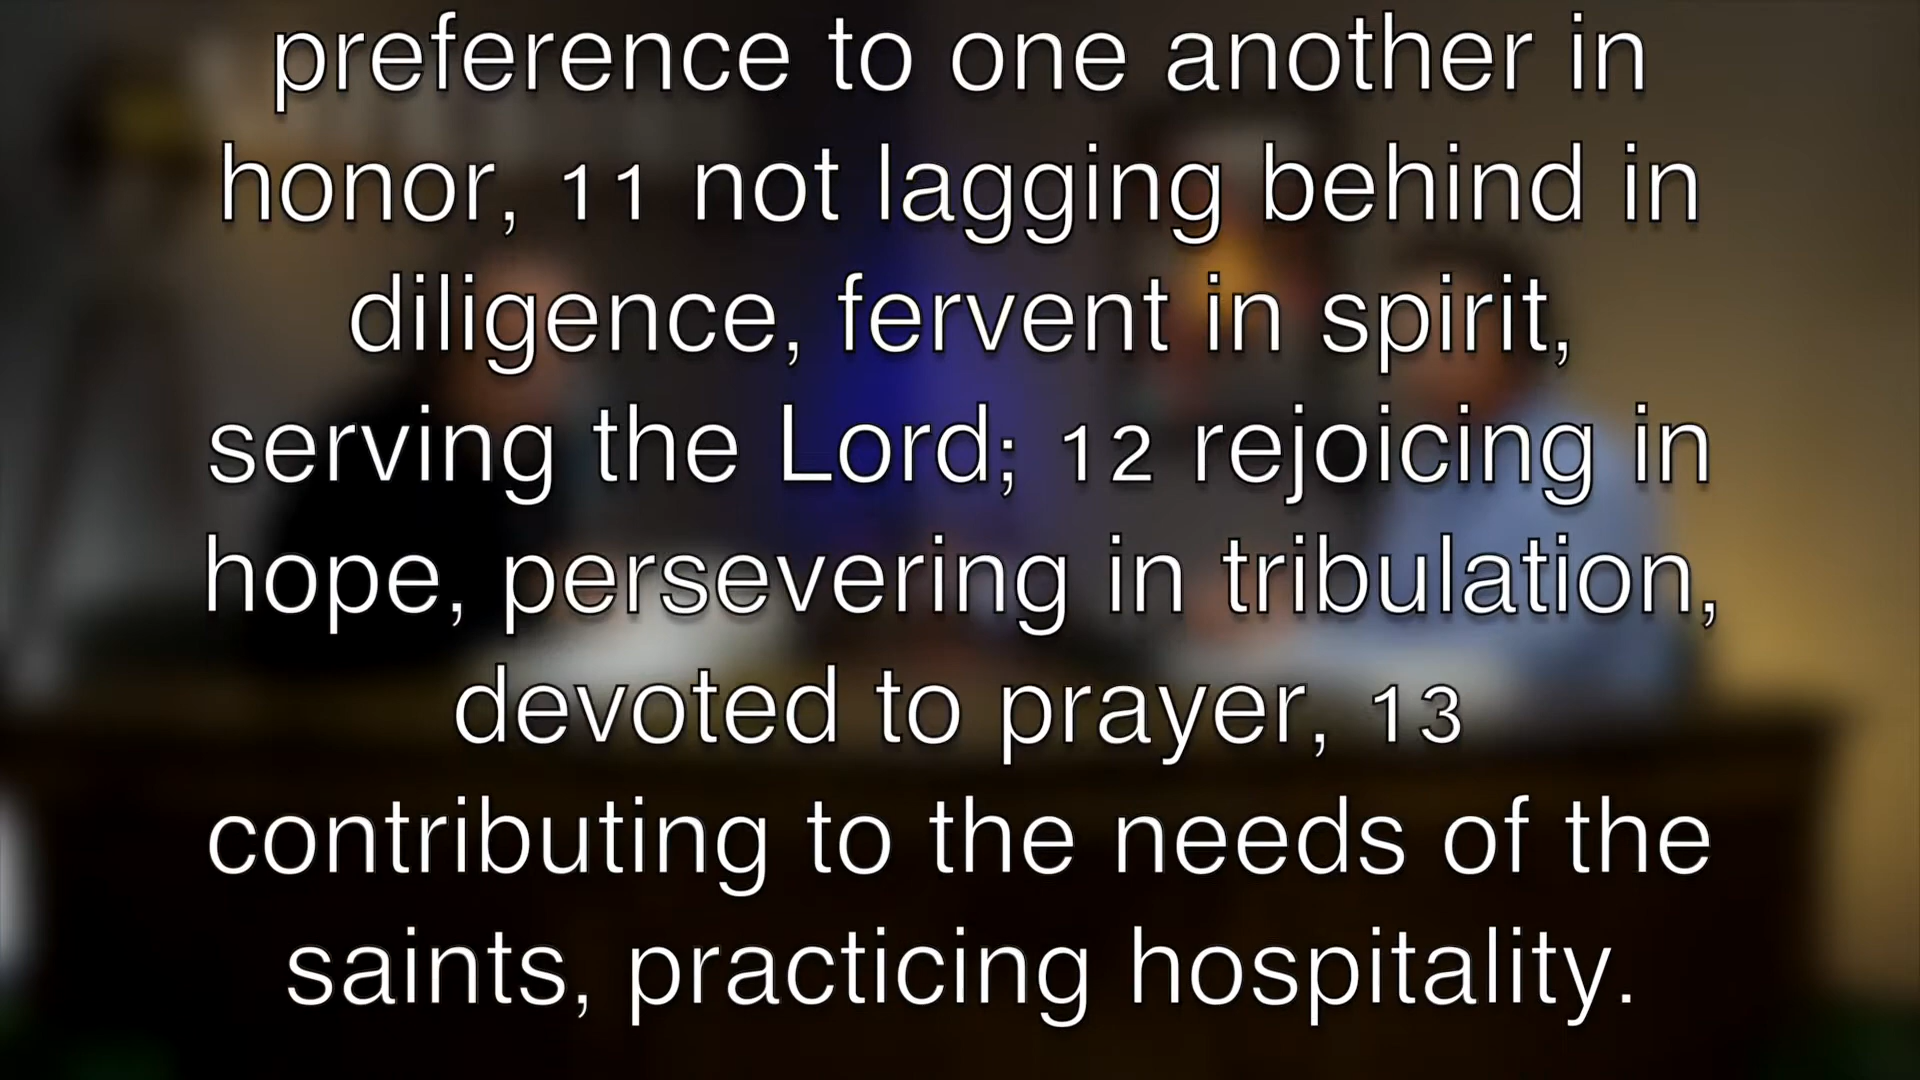 preference to one another in
honor, 11 not lagging behind in
diligence, fervent in spirit,
serving the Lord; 12 rejoicing in
hope, persevering in tribulation,
devoted to prayer, 13
contributing to the needs of the
saints, practicing hospitality.